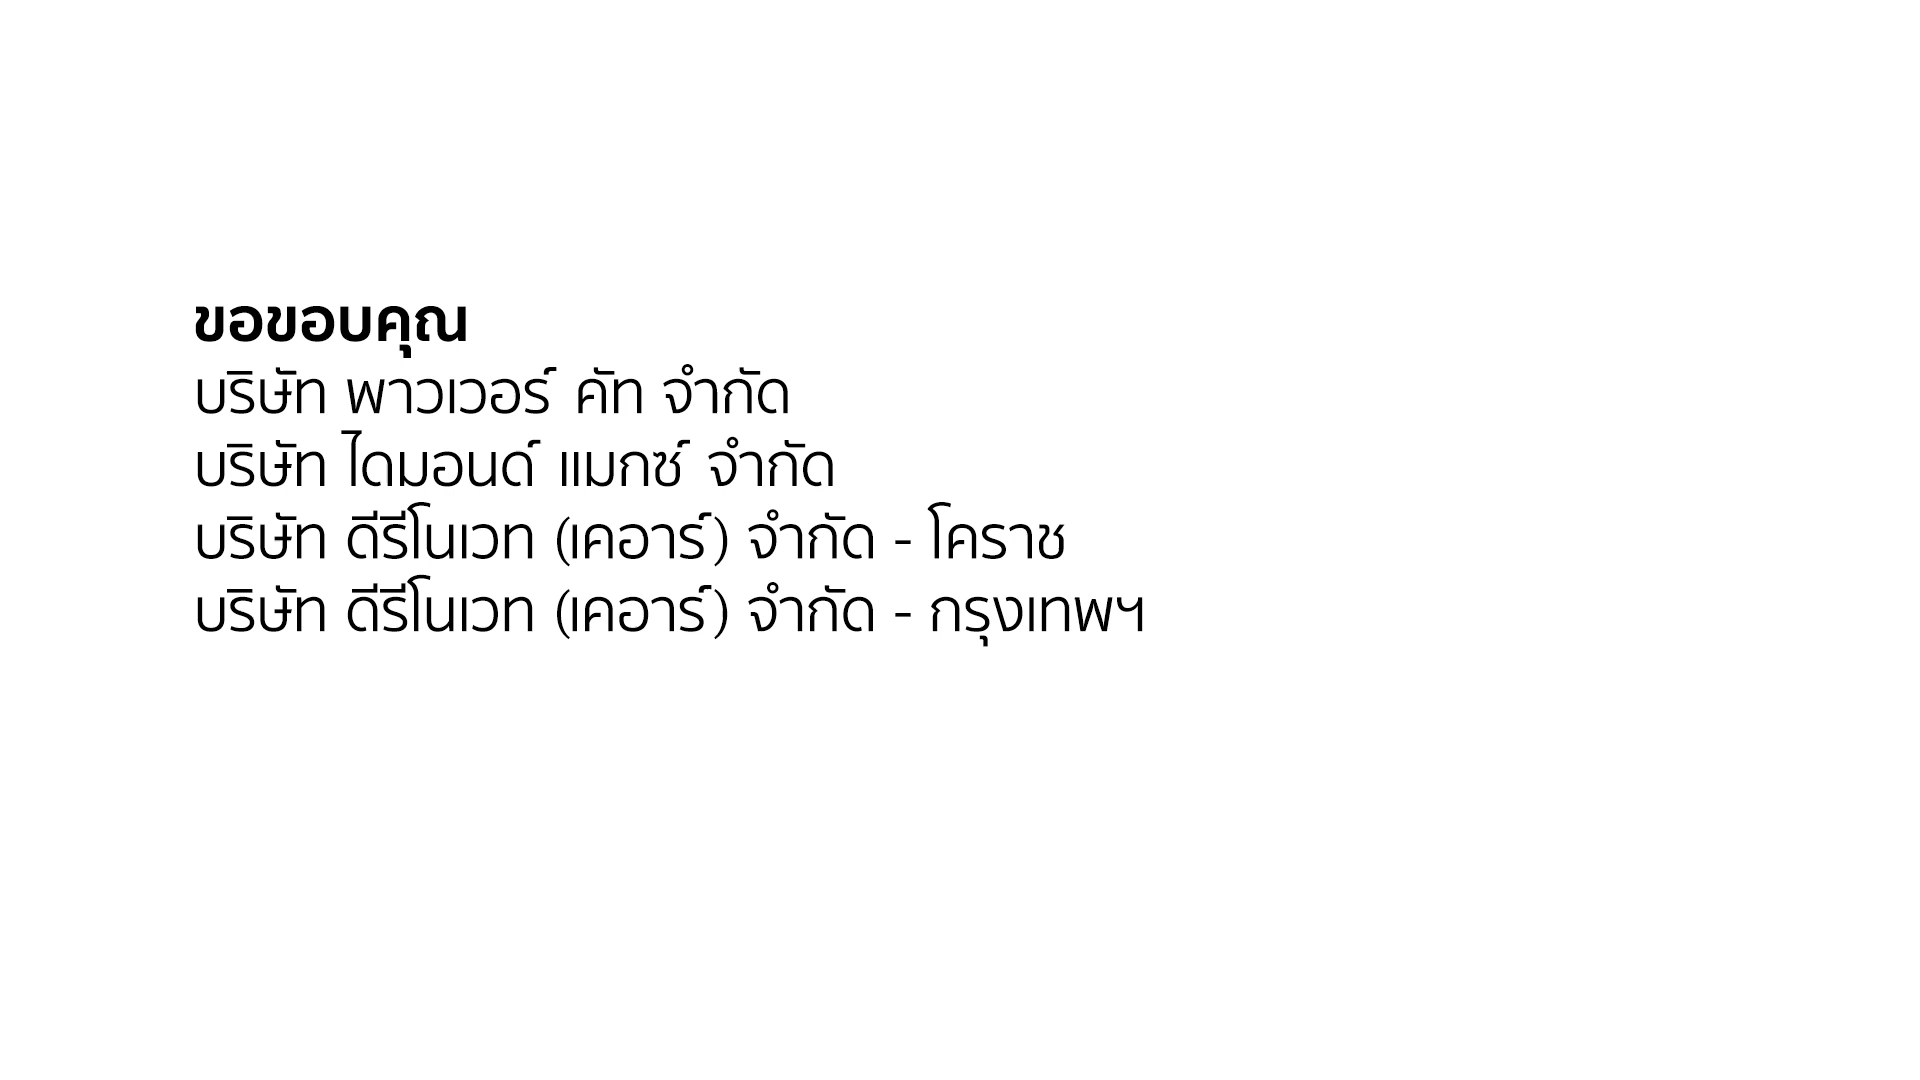 ขอขอบคุณ
บริษัท พาวเวอร์ คัท จำกัด
บริษัท ไดมอนด์ แมกซ์ จำกัด
บริษัท ดีรีโนเวท (เคอาร์) จำกัด - โคราช
บริษัท ดีรีโนเวท (เคอาร์) จำกัด - กรุงเทพฯ